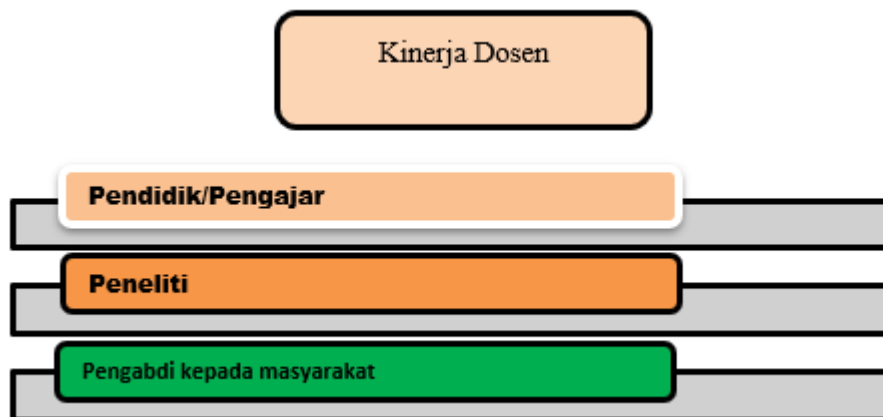 Kinerja Dosen
Pendidik/Pengajar
Peneliti
Pengabdi kepada masyarakat